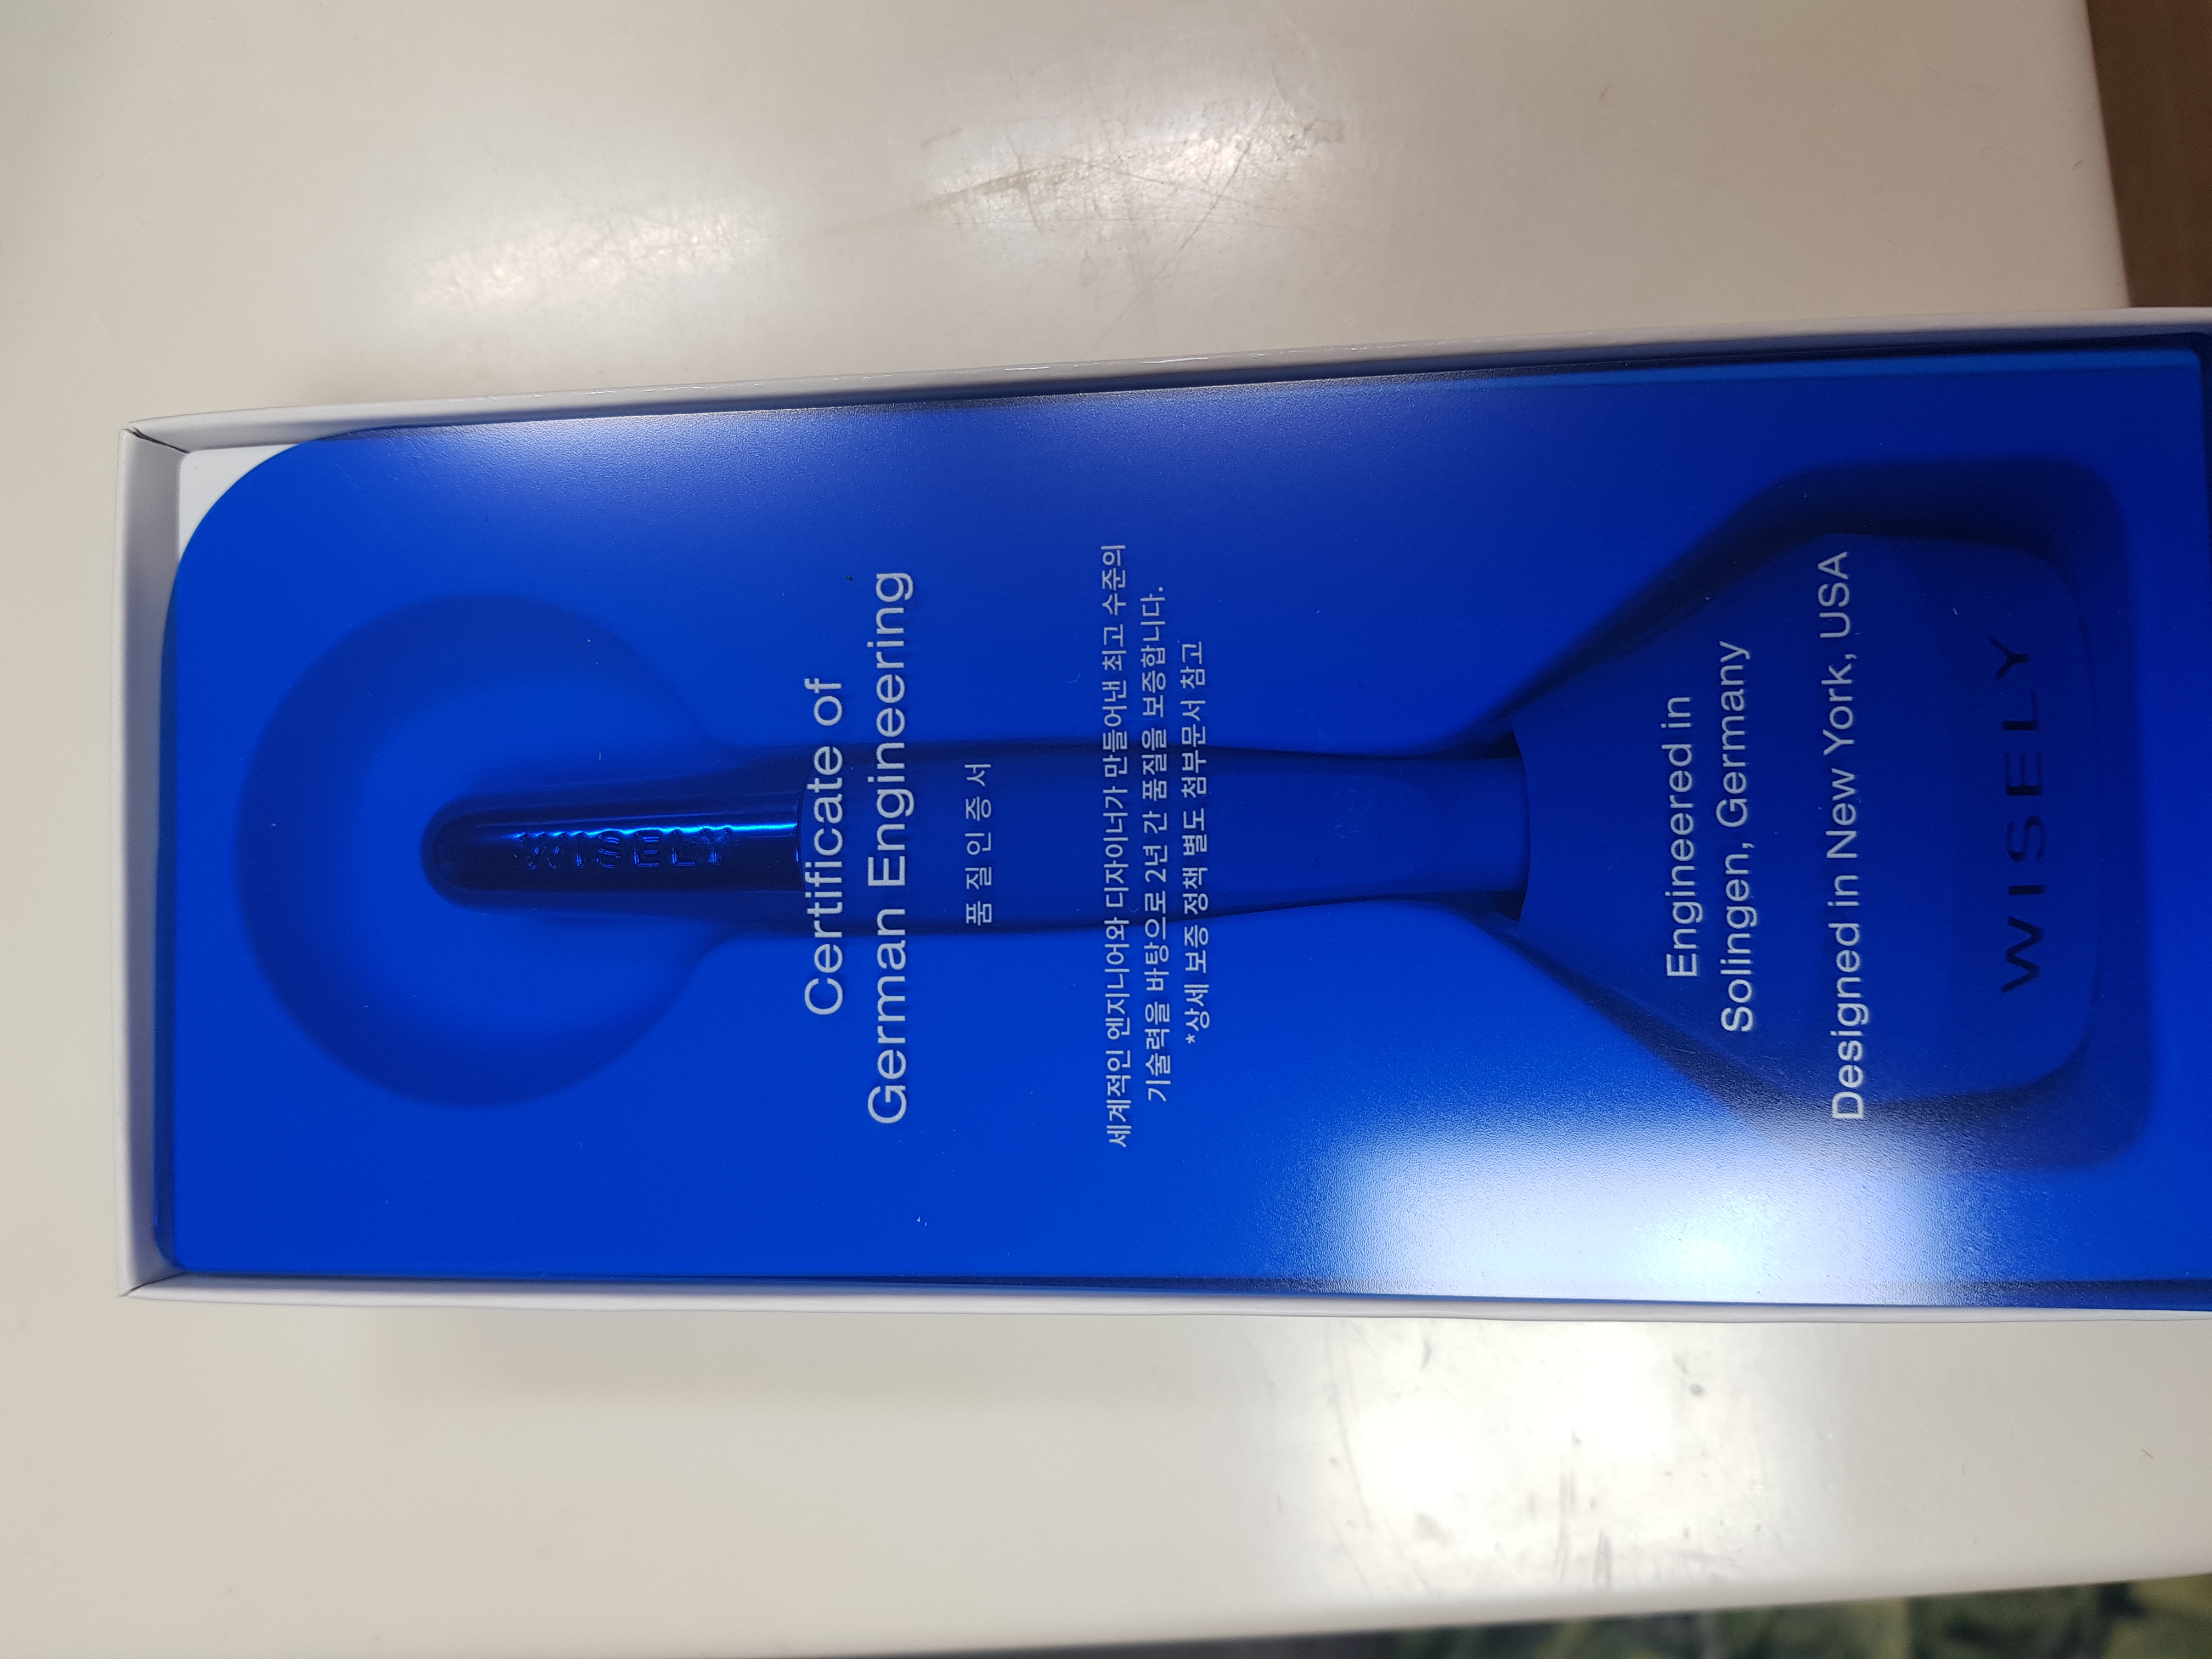 WISELY
Certificate of
German Engineering
품질인증서
세계적인 엔지니어와 디자이너가 만들어낸 최고 수준의
기술력을 바탕으로 2년 간 품질을 보증합니다.
*상세 보증 정책 별도 첨부문서 참고
Engineered in
Solingen, Germany
Designed in New York, USA
WISELY